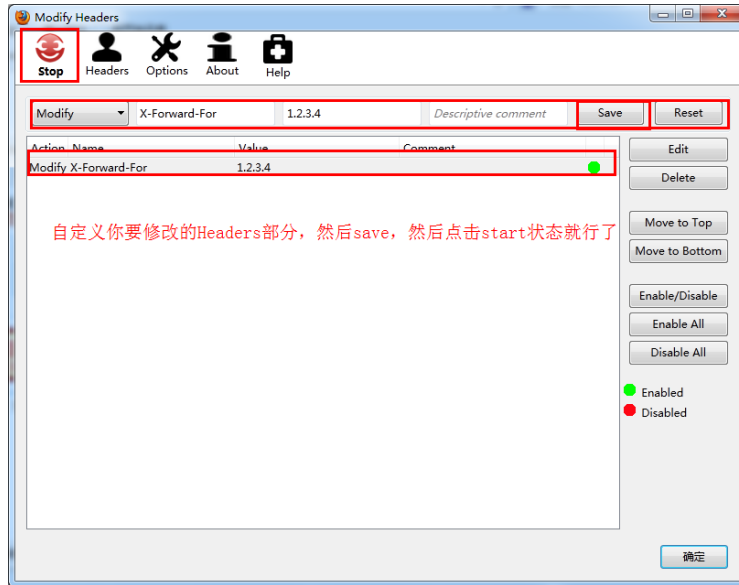 Modify Headers
Stop Headers Options About Help
Modify X-Forward-For 1.2.3.4 Descriptive comment Save Reset
Action Name Value Comment
Modify X-Forward-For 1.2.3.4
Edit
Delete
自定义你要修改的Headers部分，然后save，然后点击start状态就行了
Move to Top
Move to Bottom
Enable/Disable
Enable All
Disable All
Enabled
Disabled
确定